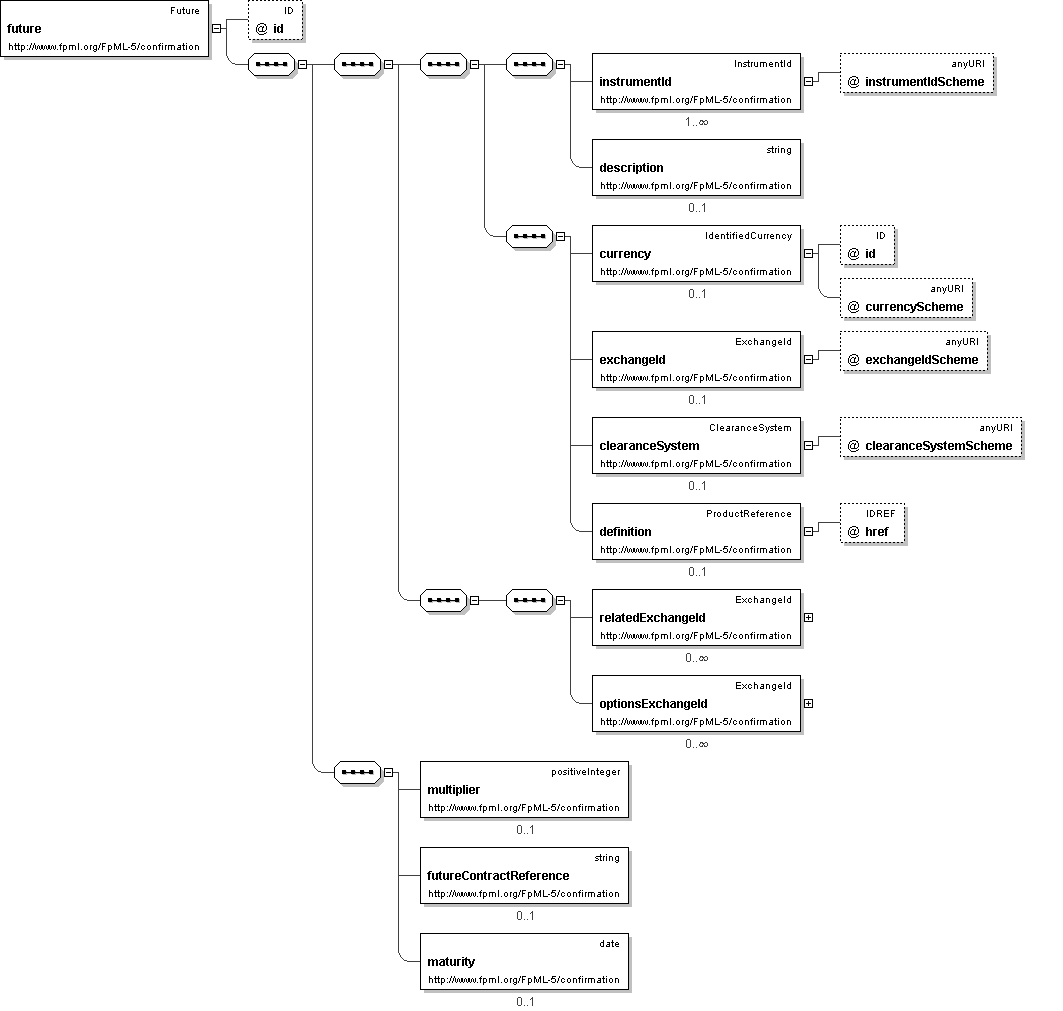 Future
future
http://www.fpml.org/FpML-5/confirmation
ID
@ id
InstrumentId
instrumentId
http://www.fpml.org/FpML-5/confirmation
1..∞
anyURI
@ instrumentIdScheme
string
description
http://www.fpml.org/FpML-5/confirmation
0..1
IdentifiedCurrency
currency
http://www.fpml.org/FpML-5/confirmation
0..1
ID
@ id
anyURI
@ currencyScheme
ExchangeId
exchangeId
http://www.fpml.org/FpML-5/confirmation
0..1
anyURI
@ exchangeIdScheme
ClearanceSystem
clearanceSystem
http://www.fpml.org/FpML-5/confirmation
0..1
anyURI
@ clearanceSystemScheme
ProductReference
definition
http://www.fpml.org/FpML-5/confirmation
0..1
IDREF
@ href
ExchangeId
relatedExchangeId
http://www.fpml.org/FpML-5/confirmation
0..∞
ExchangeId
optionsExchangeId
http://www.fpml.org/FpML-5/confirmation
0..∞
positiveInteger
multiplier
http://www.fpml.org/FpML-5/confirmation
0..1
string
futureContractReference
http://www.fpml.org/FpML-5/confirmation
0..1
date
maturity
http://www.fpml.org/FpML-5/confirmation
0..1